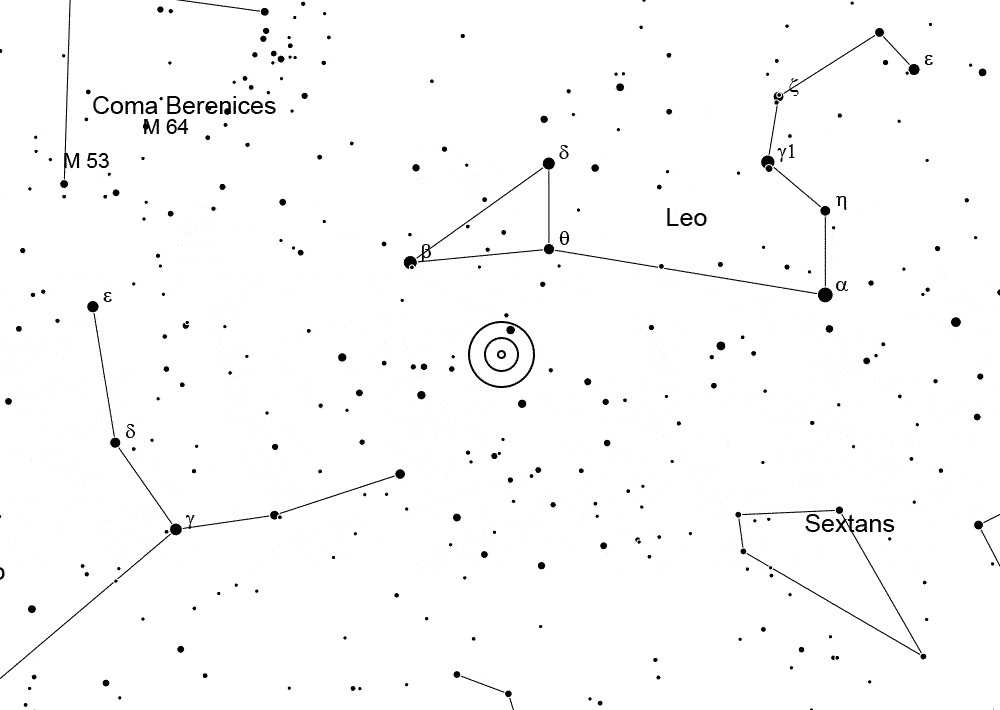 ε
ζ
Coma Berenices
M 64
γ1
δ
M 53
η
Leo
θ
β
α
ε
δ
γ
Sextans
o